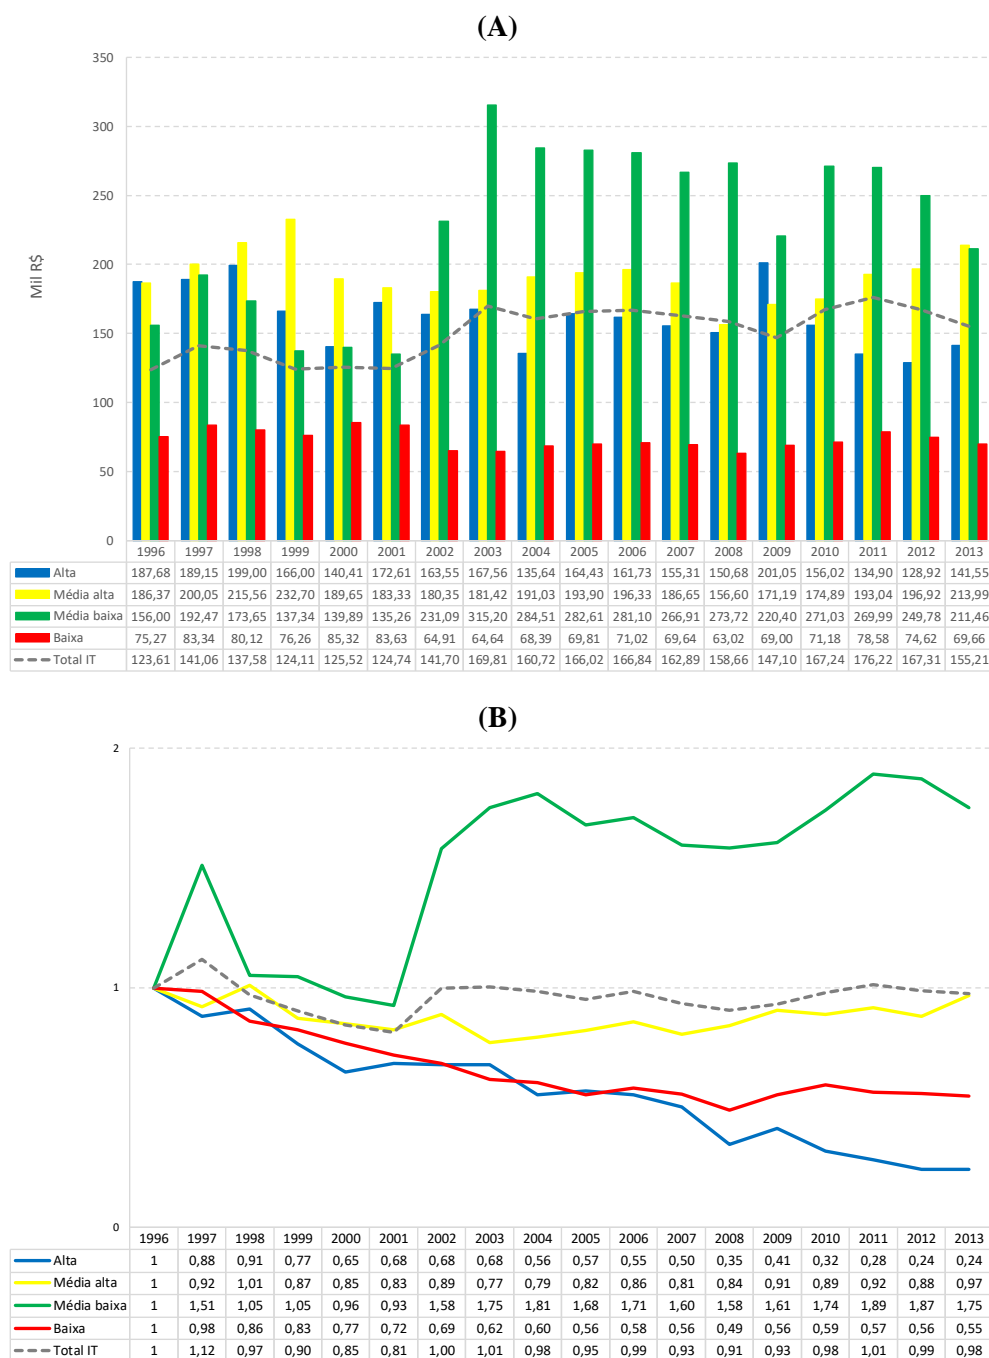 (A)
350
300
250
200
150
100
50
0
Mil R$
1996 1997 1998 1999 2000 2001 2002 2003 2004 2005 2006 2007 2008 2009 2010 2011 2012 2013
Alta 187,68 189,15 199,00 166,00 140,41 172,61 163,55 167,56 135,64 164,43 161,73 155,31 150,68 201,05 156,02 134,90 128,92 141,55
Média alta 186,37 200,05 215,56 232,70 189,65 183,33 180,35 181,42 191,03 193,90 196,33 186,65 156,60 171,19 174,89 193,04 196,92 213,99
Média baixa 156,00 192,47 173,65 137,34 139,89 135,26 231,09 315,20 284,51 282,61 281,10 266,91 273,72 220,40 271,03 269,99 249,78 211,46
Baixa 75,27 83,34 80,12 76,26 85,32 83,63 64,91 64,64 68,39 69,81 71,02 69,64 63,02 69,00 71,18 78,58 74,62 69,66
Total IT 123,61 141,06 137,58 124,11 125,52 124,74 141,70 169,81 160,72 166,02 166,84 162,89 158,66 147,10 167,24 176,22 167,31 155,21
(B)
2
1
0
1996 1997 1998 1999 2000 2001 2002 2003 2004 2005 2006 2007 2008 2009 2010 2011 2012 2013
Alta 1 0,88 0,91 0,77 0,65 0,68 0,68 0,68 0,56 0,57 0,55 0,50 0,35 0,41 0,32 0,28 0,24 0,24
Média alta 1 0,92 1,01 0,87 0,85 0,83 0,89 0,77 0,79 0,82 0,86 0,81 0,84 0,91 0,89 0,92 0,88 0,97
Média baixa 1 1,51 1,05 1,05 0,96 0,93 1,58 1,75 1,81 1,68 1,71 1,60 1,58 1,61 1,74 1,89 1,87 1,75
Baixa 1 0,98 0,86 0,83 0,77 0,72 0,69 0,62 0,60 0,56 0,58 0,56 0,49 0,56 0,59 0,57 0,56 0,55
Total IT 1 1,12 0,97 0,90 0,85 0,81 1,00 1,01 0,98 0,95 0,99 0,93 0,91 0,93 0,98 1,01 0,99 0,98